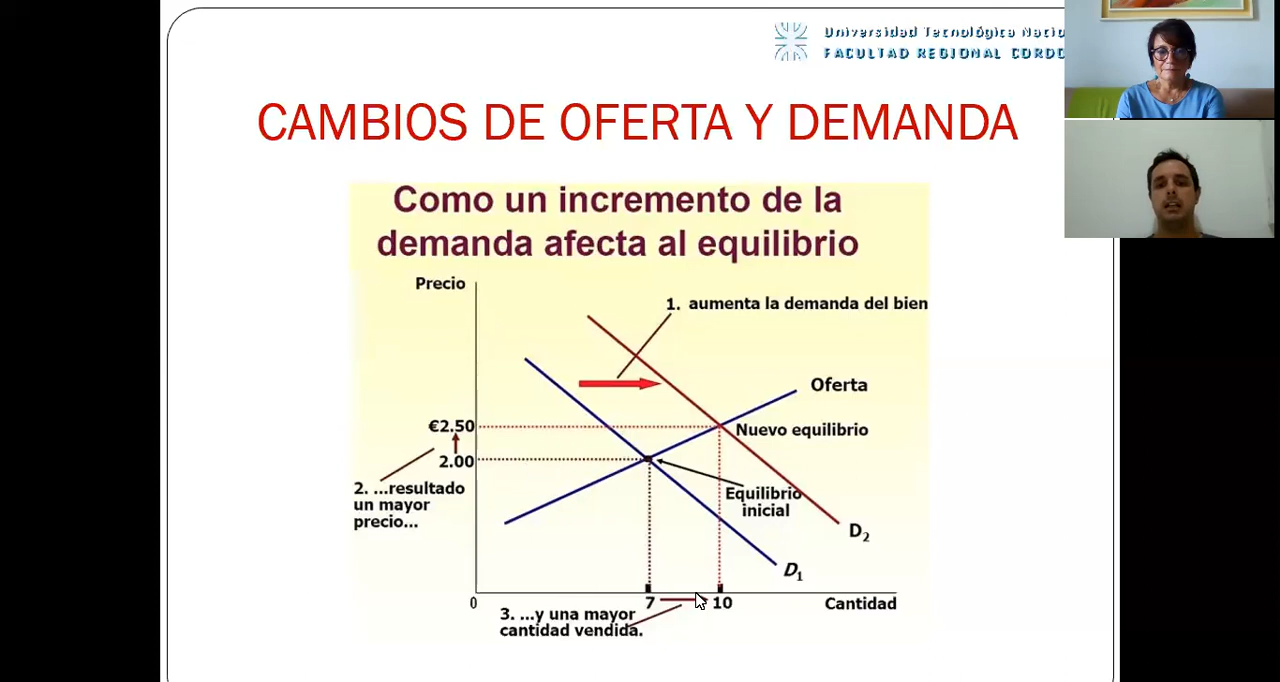 Universidad Tecnológica
FACULTAD REGIONAL
CAMBIOS DE OFERTA Y DEMANDA
Como un incremento de la
demanda afecta al equilibrio
Precio
1. aumenta la demanda del bien
Oferta
€2.50
Nuevo equilibrio
2.00
2. ...resultado
un mayor
precio...
Equilibrio
inicial
D2
D1
0
7
10
Cantidad
3. ...y una mayor
cantidad vendida.